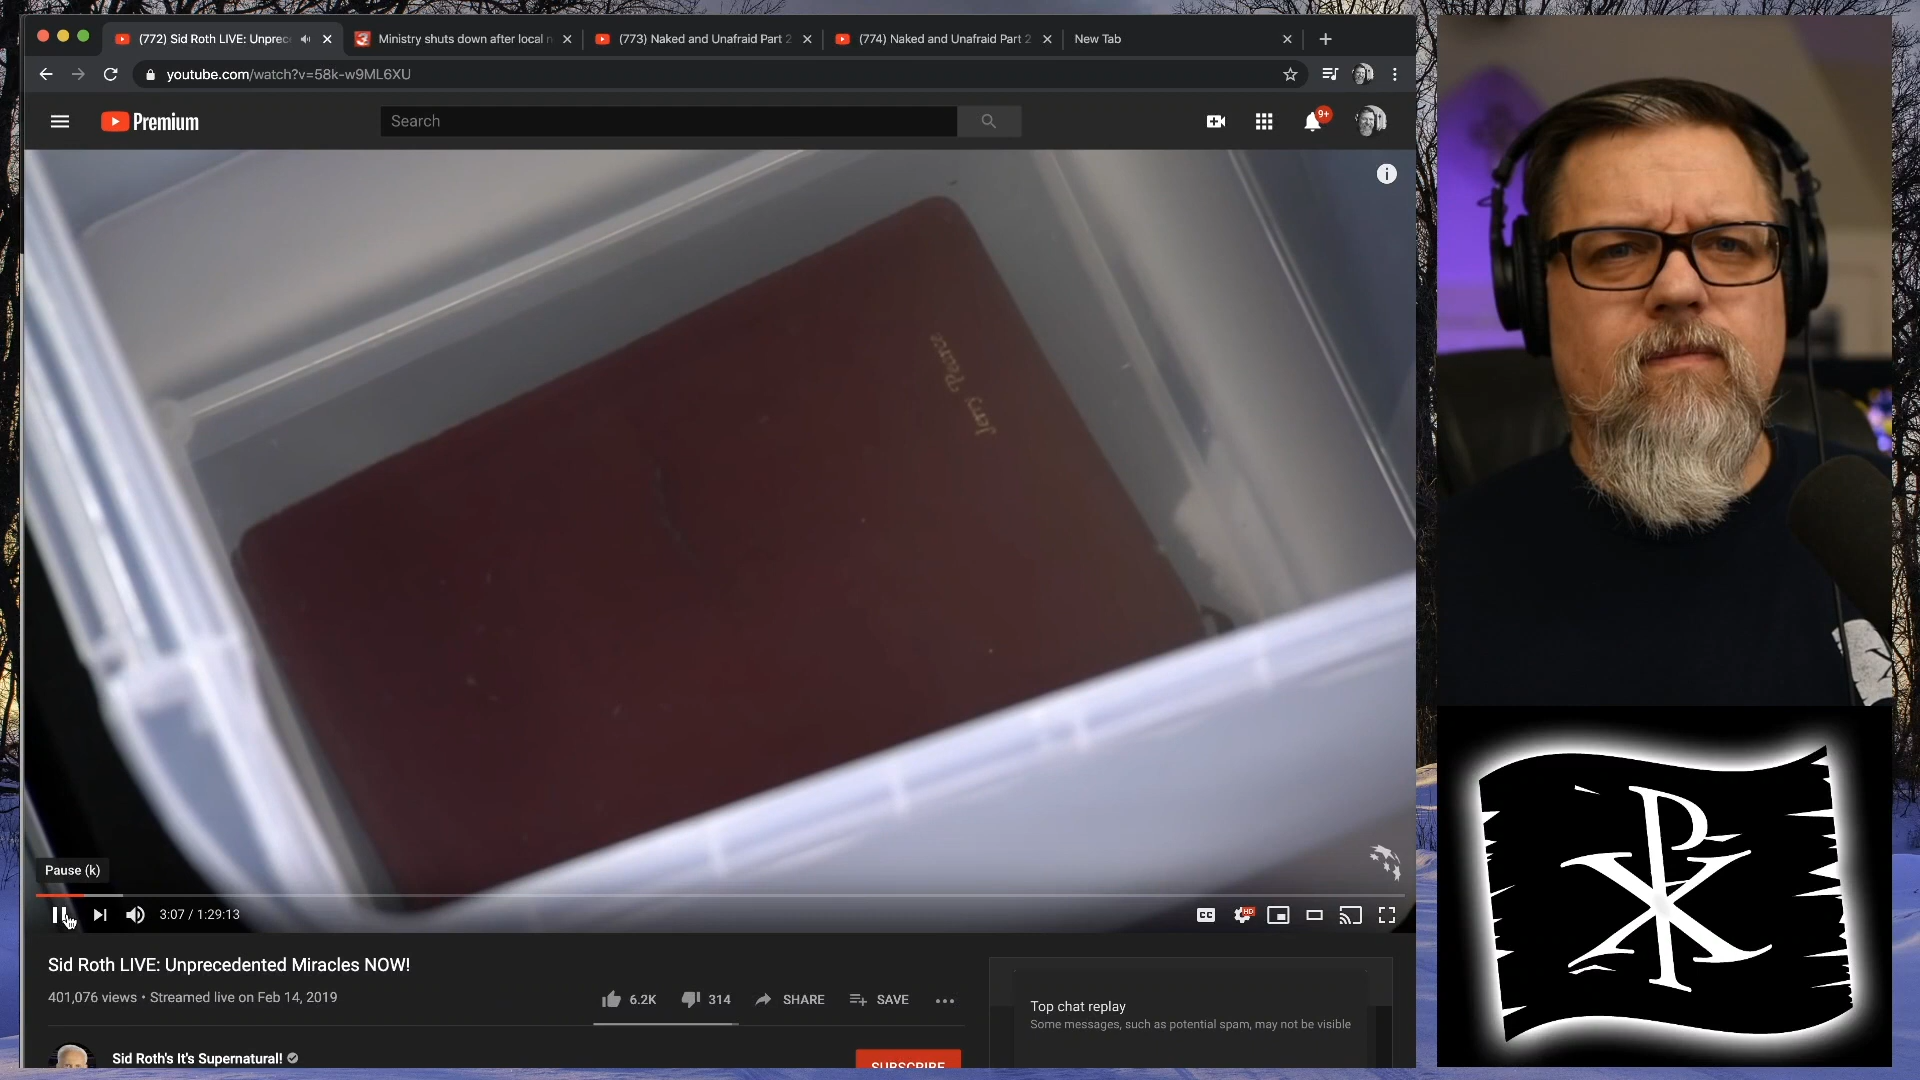 (772) Sid Roth LIVE: Unprec
Ministry shuts down after local n
(773) Naked and Unafraid Part 2
(774) Naked and Unafraid Part 2
New Tab
youtube.com/watch?v=58k-w9ML6XU
Premium
Search
9+
Jerry Pearce
Pause (k)
3:07 / 1:29:13
CC
HD
Sid Roth LIVE: Unprecedented Miracles NOW!
401,076 views • Streamed live on Feb 14, 2019
6.2K
314
SHARE
SAVE
Top chat replay
Some messages, such as potential spam, may not be visible
Sid Roth's It's Supernatural!
SUBSCRIBE